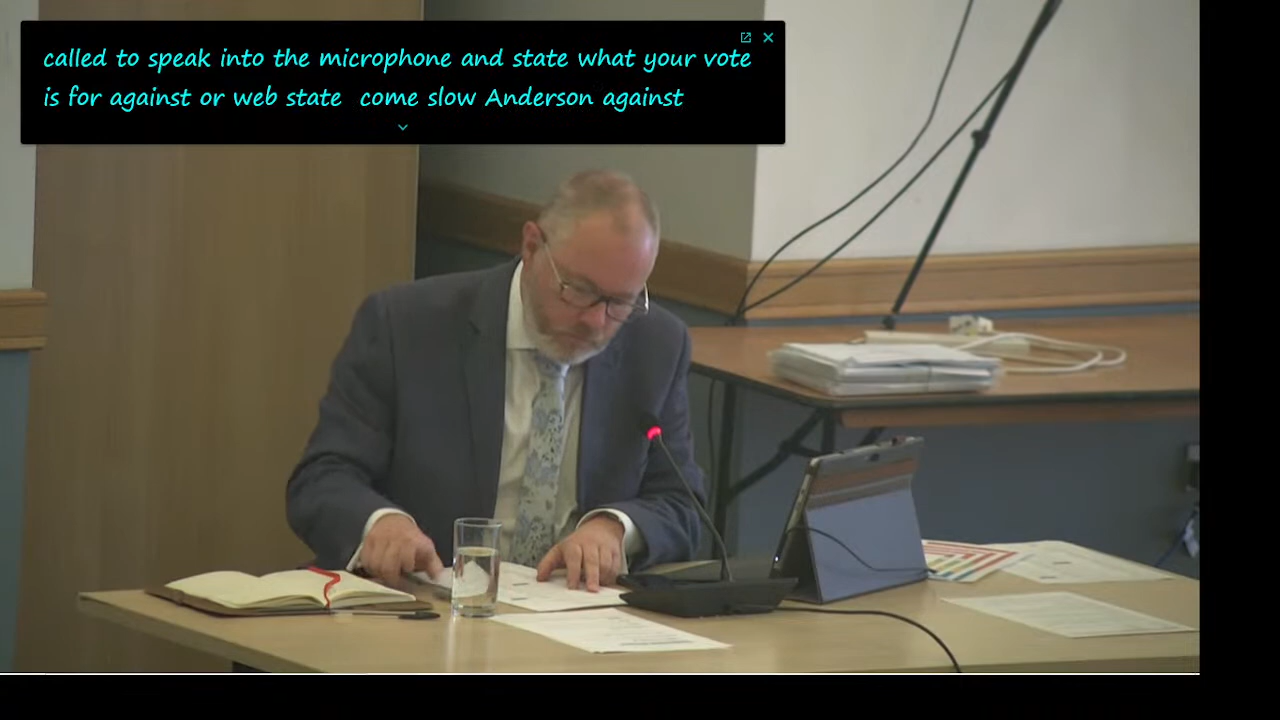 called to speak into the microphone and state what your vote
is for against or web state come slow Anderson against